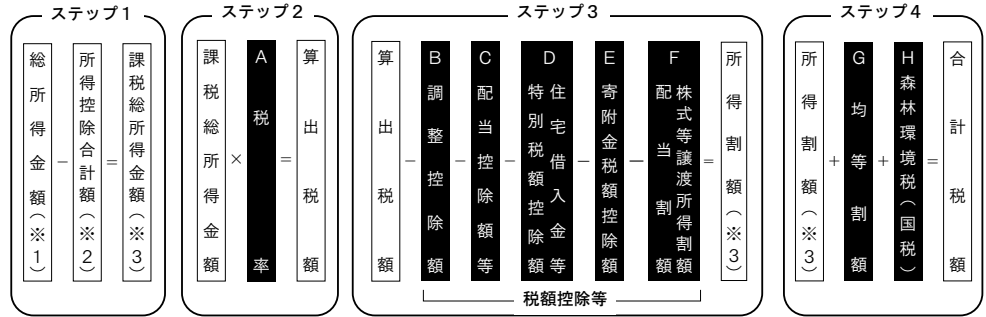 ステップ1
総所得金額（※1）
－
所得控除合計額（※2）
＝
課税総所得金額（※3）
ステップ2
課税総所得金額
×
A 税率
＝
算出税額
ステップ3
算出税額
－
B 調整控除額
－
C 配当控除額等
－
D 住宅借入金等
特別税額控除額
－
E 寄附金税額控除額
－
F 株式等譲渡所得割額
配当割額
＝
所得割額（※3）
税額控除等
ステップ4
所得割額（※3）
＋
G 均等割額
＋
H 森林環境税（国税）
＝
合計税額